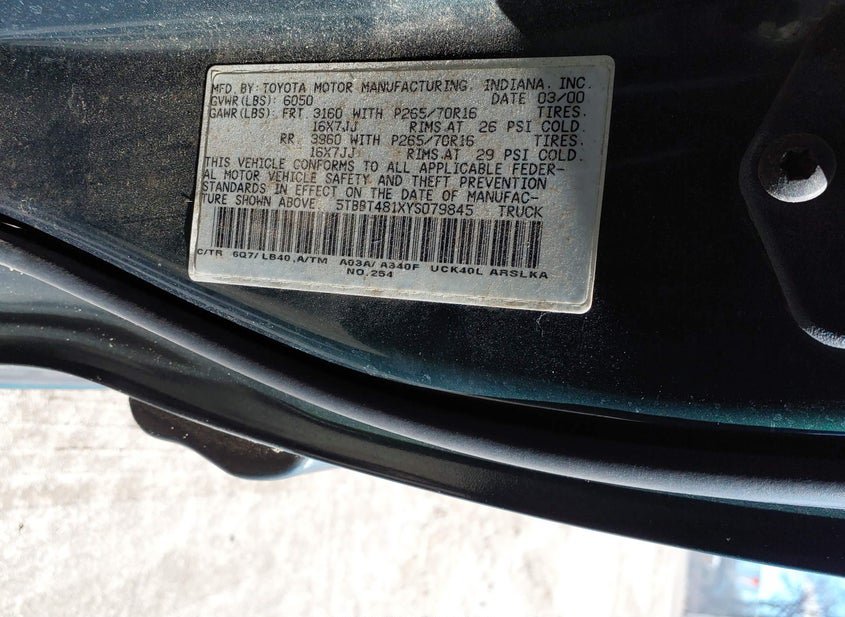 MFD. BY: TOYOTA MOTOR MANUFACTURING, INDIANA, INC.
GVWR(LBS): 6050 DATE 03/00
GAWR(LBS): FRT 3160 WITH P265/70R16 TIRES.
16X7JJ RIMS.AT 26 PSI COLD.
RR 3960 WITH P265/70R16 TIRES.
16X7JJ RIMS.AT 29 PSI COLD.
THIS VEHICLE CONFORMS TO ALL APPLICABLE FEDER-
AL MOTOR VEHICLE SAFETY AND THEFT PREVENTION
STANDARDS IN EFFECT ON THE DATE OF MANUFAC-
TURE SHOWN ABOVE. 5TBBT481XYS079845 TRUCK
C/TR 6Q7/LB40,A/TM A03A/A340F UCK40L ARSLKA
NO.254